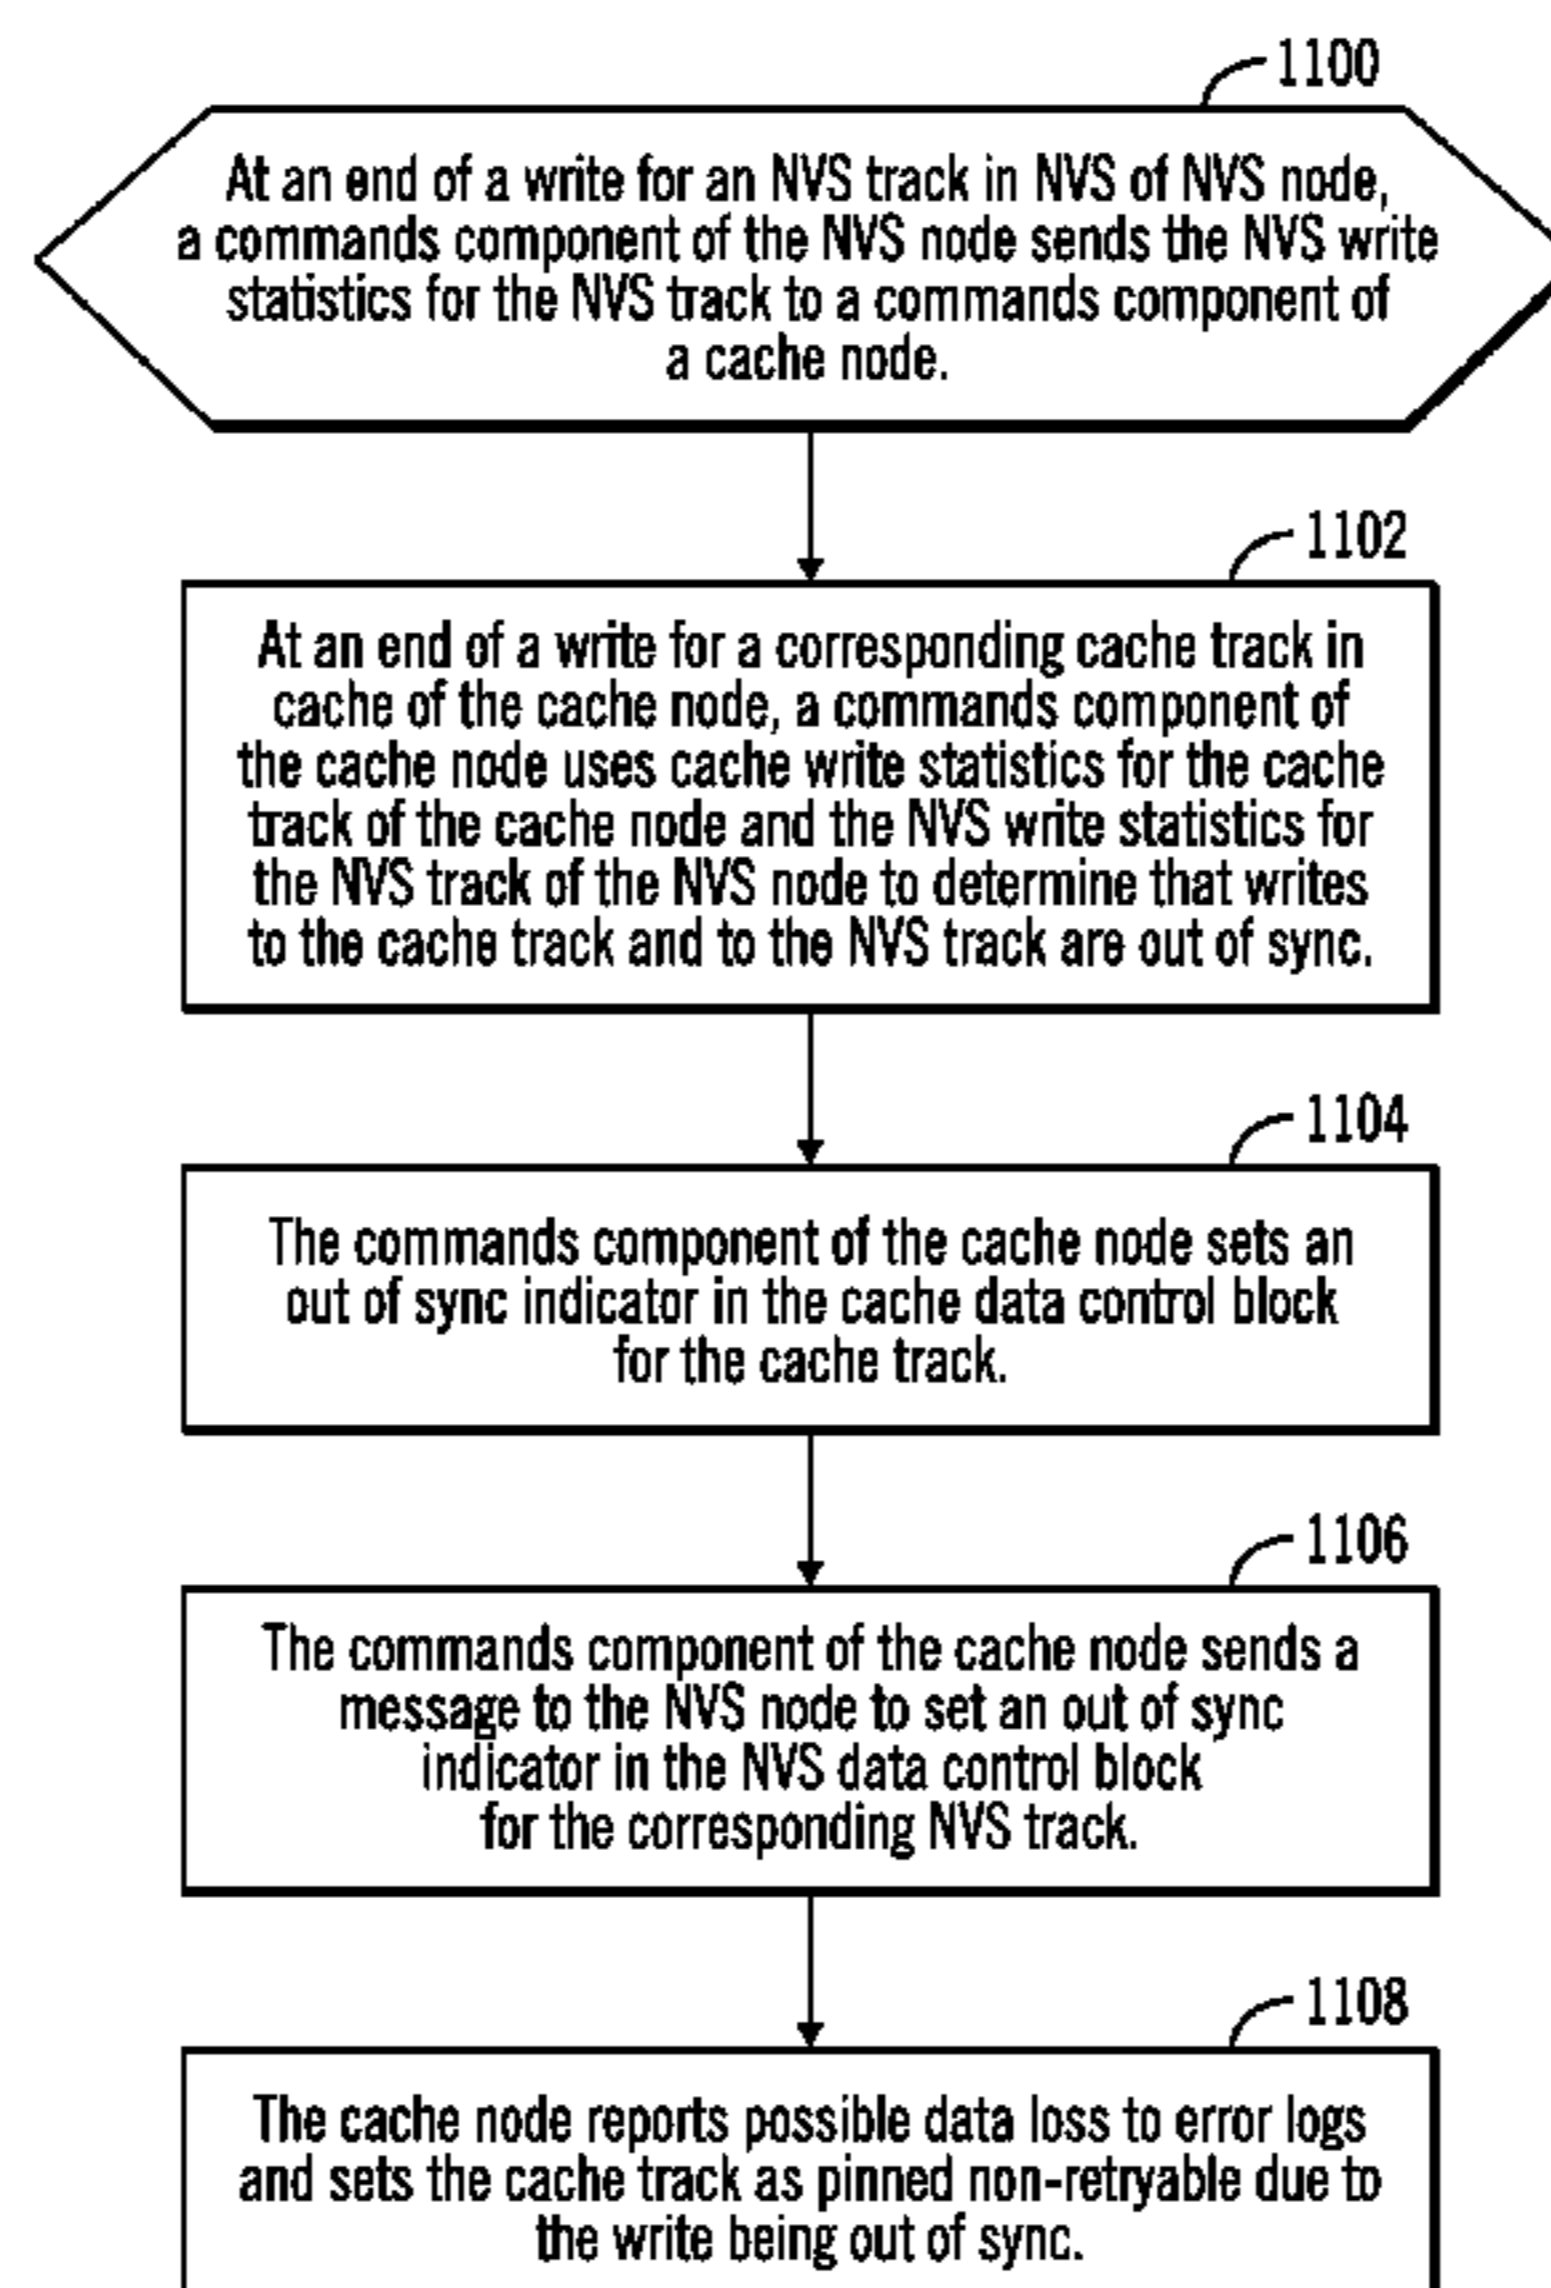 1100
At an end of a write for an NVS track in NVS of NVS node,
a commands component of the NVS node sends the NVS write
statistics for the NVS track to a commands component of
a cache node.
1102
At an end of a write for a corresponding cache track in
cache of the cache node, a commands component of
the cache node uses cache write statistics for the cache
track of the cache node and the NVS write statistics for
the NVS track of the NVS node to determine that writes
to the cache track and to the NVS track are out of sync.
1104
The commands component of the cache node sets an
out of sync indicator in the cache data control block
for the cache track.
1106
The commands component of the cache node sends a
message to the NVS node to set an out of sync
indicator in the NVS data control block
for the corresponding NVS track.
1108
The cache node reports possible data loss to error logs
and sets the cache track as pinned non-retryable due to
the write being out of sync.